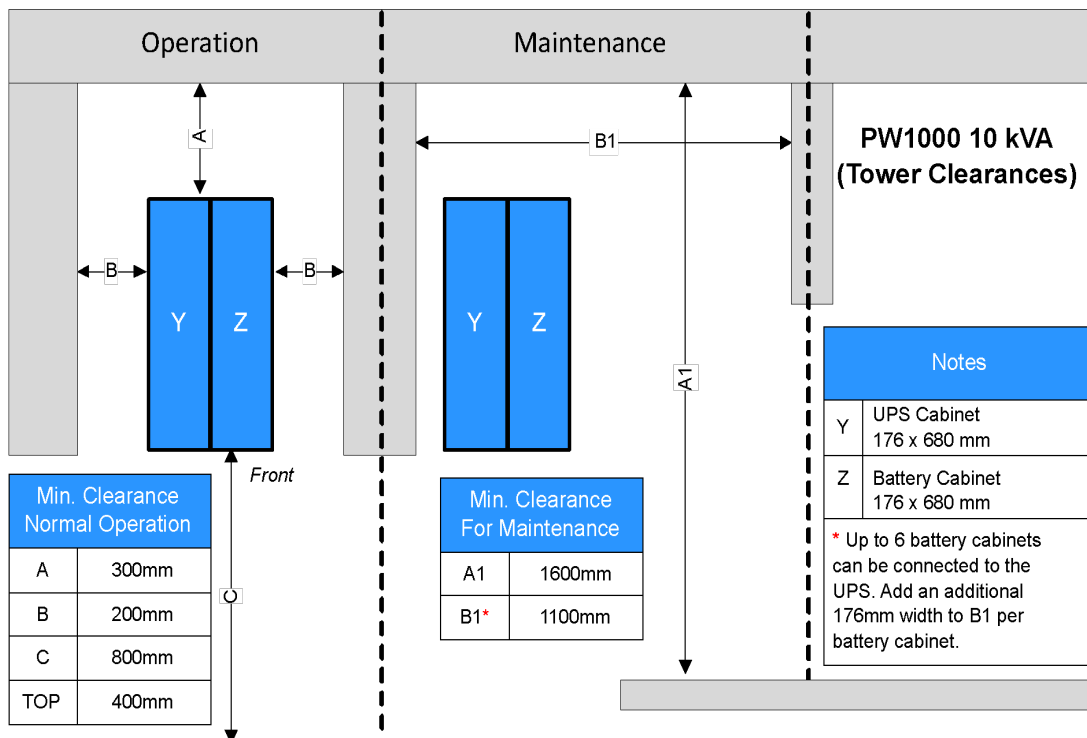 Operation
Maintenance
PW1000 10 kVA
(Tower Clearances)
A
B1
B
B
Y
Z
Y
Z
A1
Front
C
Min. Clearance
Normal Operation
A 300mm
B 200mm
C 800mm
TOP 400mm
Min. Clearance
For Maintenance
A1 1600mm
B1* 1100mm
Notes
Y UPS Cabinet
176 x 680 mm
Z Battery Cabinet
176 x 680 mm
* Up to 6 battery cabinets
can be connected to the
UPS. Add an additional
176mm width to B1 per
battery cabinet.